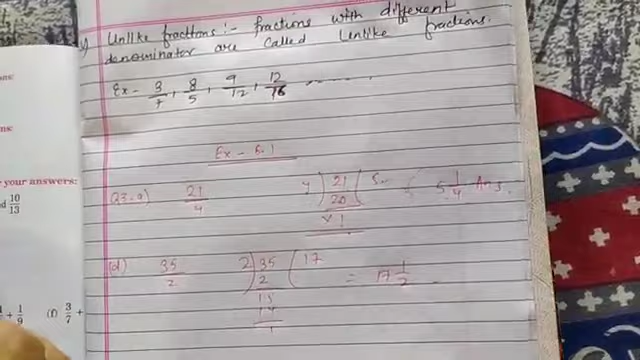 Unlike fractions :- fractions with different
denominator are called Unlike fractions.
Ex - 3/7, 8/5, 9/12, 12/16 ------
Ex - 5.1
Q3. a) 21/4 4) 21 ( 5 5 1/4 Ans.
20
× 1
(d) 35/2 2) 35 ( 17 = 17 1/2
2
15
14
1
your answers:
10/13
+ 1/9 (f) 3/7 +